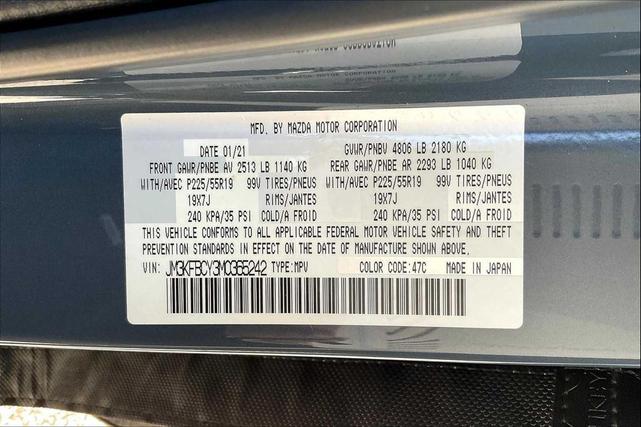 MFD. BY MAZDA MOTOR CORPORATION
DATE 01/21 GVWR/PNBV 4806 LB 2180 KG
FRONT GAWR/PNBE AV 2513 LB 1140 KG REAR GAWR/PNBE AR 2293 LB 1040 KG
WITH/AVEC P225/55R19 99V TIRES/PNEUS WITH/AVEC P225/55R19 99V TIRES/PNEUS
19X7J RIMS/JANTES 19X7J RIMS/JANTES
240 KPA/35 PSI COLD/A FROID 240 KPA/35 PSI COLD/A FROID
THIS VEHICLE CONFORMS TO ALL APPLICABLE FEDERAL MOTOR VEHICLE SAFETY AND THEFT
PREVENTION STANDARDS IN EFFECT ON THE DATE OF MANUFACTURE SHOWN ABOVE.
VIN: JM3KFBCY3M0365242 TYPE:MPV COLOR CODE:47C MADE IN JAPAN